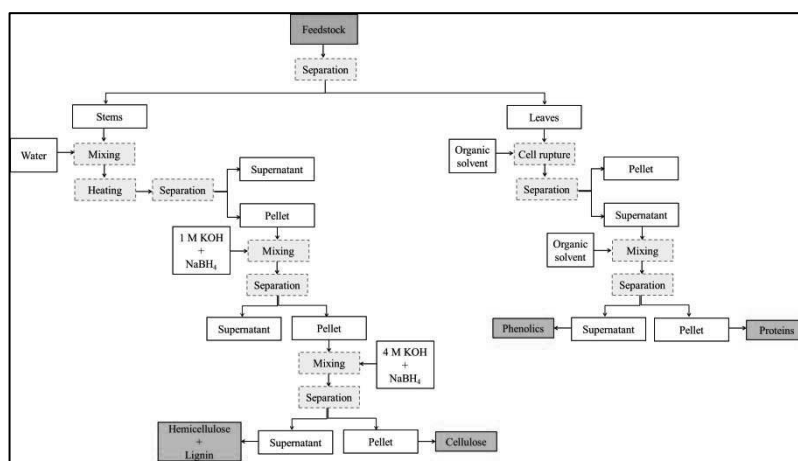 Feedstock
Separation
Stems
Leaves
Water
Mixing
Organic
solvent
Cell rupture
Heating
Separation
Supernatant
Pellet
Separation
Pellet
Supernatant
1 M KOH
+
NaBH4
Mixing
Organic
solvent
Mixing
Separation
Separation
Supernatant
Pellet
Phenolics
Supernatant
Pellet
Proteins
Mixing
4 M KOH
+
NaBH4
Separation
Hemicellulose
+
Lignin
Supernatant
Pellet
Cellulose